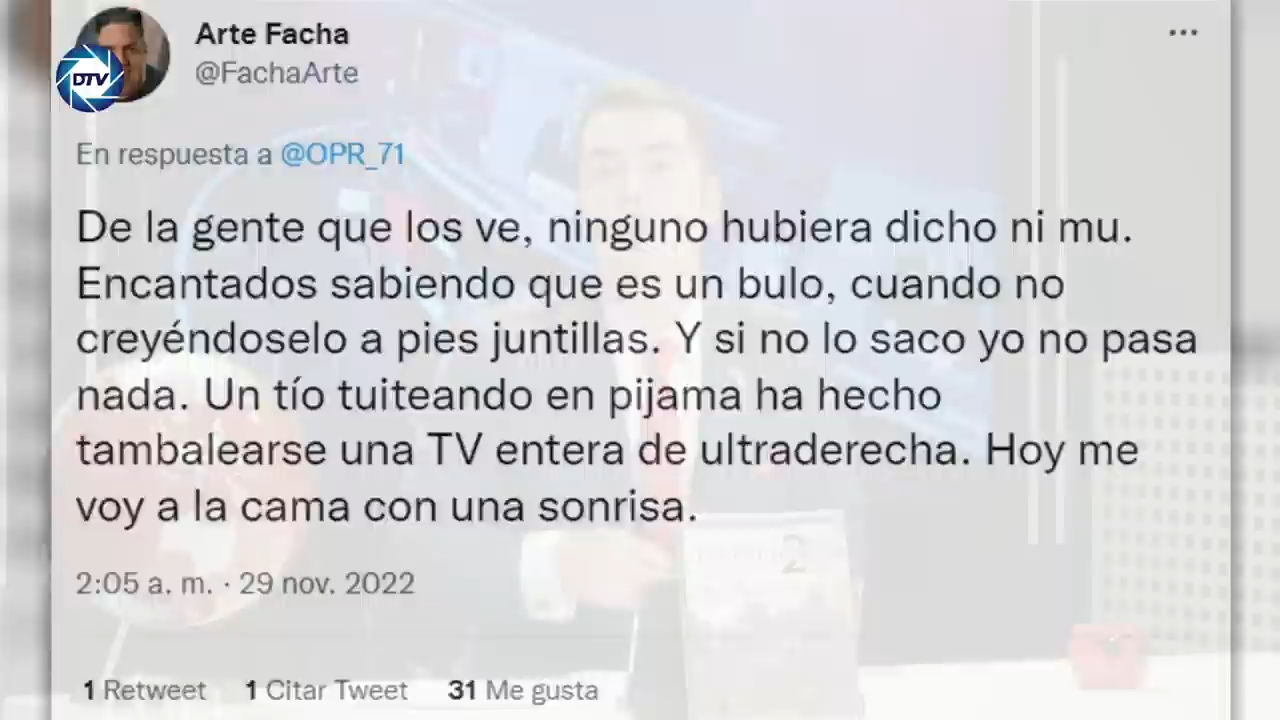 Arte Facha
@FachaArte
DTV
En respuesta a @OPR_71
De la gente que los ve, ninguno hubiera dicho ni mu.
Encantados sabiendo que es un bulo, cuando no
creyéndoselo a pies juntillas. Y si no lo saco yo no pasa
nada. Un tío tuiteando en pijama ha hecho
tambalearse una TV entera de ultraderecha. Hoy me
voy a la cama con una sonrisa.
2:05 a. m. · 29 nov. 2022
2
1 Retweet 1 Citar Tweet 31 Me gusta